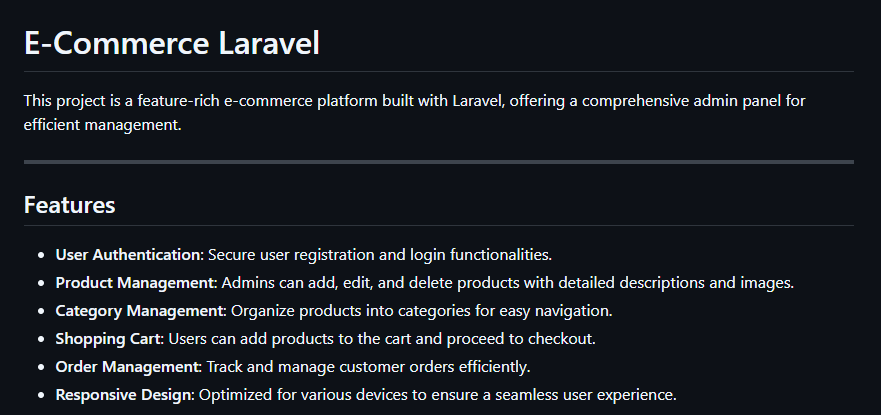 E-Commerce Laravel
This project is a feature-rich e-commerce platform built with Laravel, offering a comprehensive admin panel for
efficient management.
Features
• User Authentication: Secure user registration and login functionalities.
• Product Management: Admins can add, edit, and delete products with detailed descriptions and images.
• Category Management: Organize products into categories for easy navigation.
• Shopping Cart: Users can add products to the cart and proceed to checkout.
• Order Management: Track and manage customer orders efficiently.
• Responsive Design: Optimized for various devices to ensure a seamless user experience.